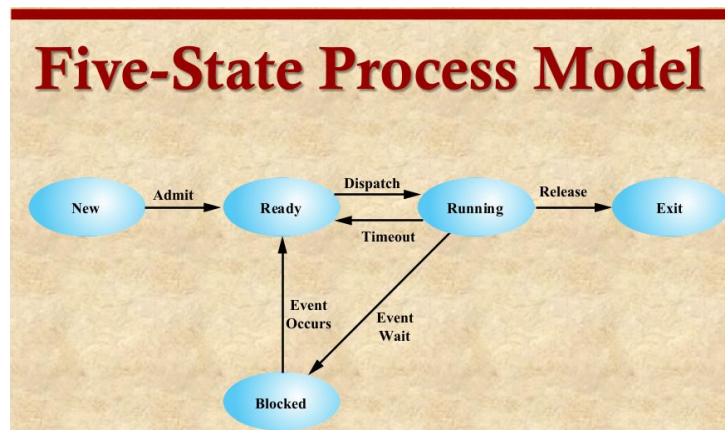 Five-State Process Model
Dispatch
Admit
Release
New
Ready
Running
Exit
Timeout
Event
Occurs
Event
Wait
Blocked